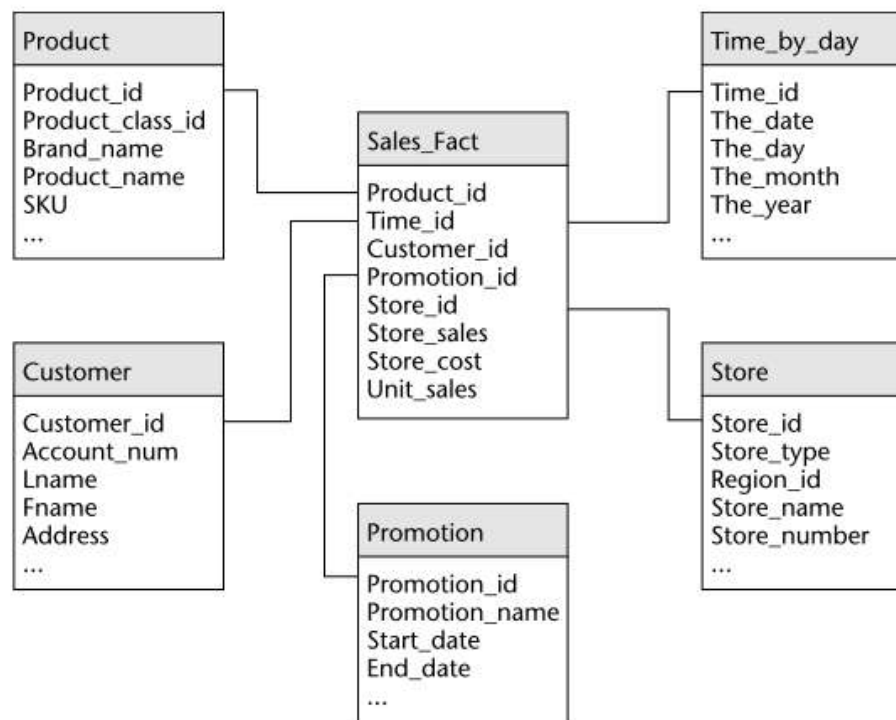 Product
Product_id
Product_class_id
Brand_name
Product_name
SKU
...
Customer
Customer_id
Account_num
Lname
Fname
Address
...
Sales_Fact
Product_id
Time_id
Customer_id
Promotion_id
Store_id
Store_sales
Store_cost
Unit_sales
Promotion
Promotion_id
Promotion_name
Start_date
End_date
...
Time_by_day
Time_id
The_date
The_day
The_month
The_year
...
Store
Store_id
Store_type
Region_id
Store_name
Store_number
...